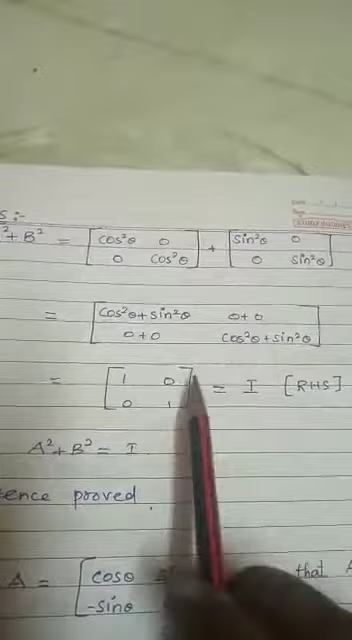 s :-
²+B² = [cos²θ 0 + [sin²θ 0
0 cos²θ] 0 sin²θ]
= [cos²θ+sin²θ 0+0
0+0 cos²θ+sin²θ]
= [1 0 = I [RHS]
0 1
A²+B² = I
ence proved.
A = [cosθ that A
-sinθ